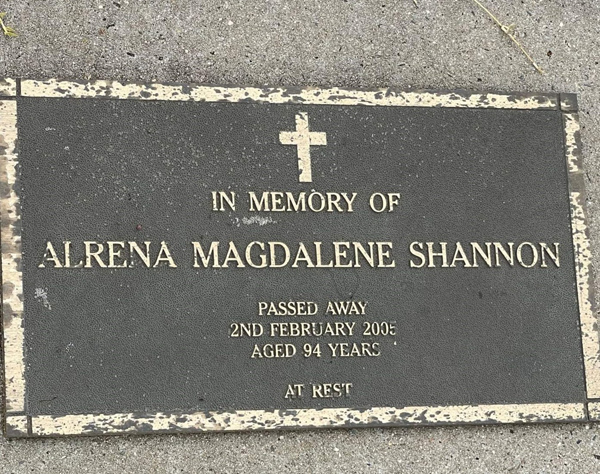 IN MEMORY OF
ALRENA MAGDALENE SHANNON
PASSED AWAY
2ND FEBRUARY 2005
AGED 94 YEARS
AT REST